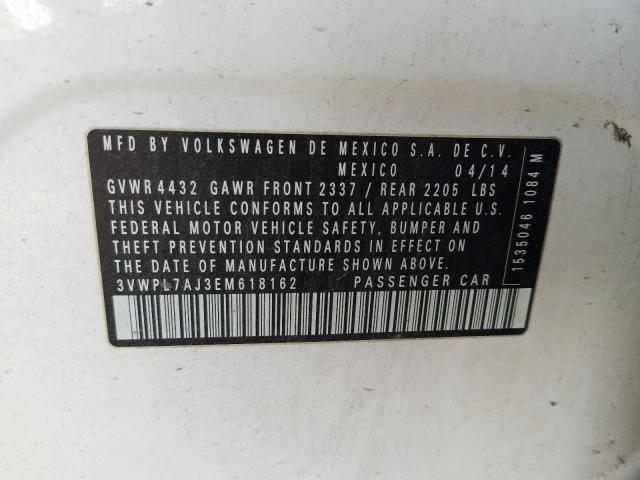 MFD BY VOLKSWAGEN DE MEXICO S.A. DE C.V.
MEXICO 04/14
GVWR 4432 GAWR FRONT 2337 / REAR 2205 LBS
THIS VEHICLE CONFORMS TO ALL APPLICABLE U.S.
FEDERAL MOTOR VEHICLE SAFETY, BUMPER AND
THEFT PREVENTION STANDARDS IN EFFECT ON
THE DATE OF MANUFACTURE SHOWN ABOVE.
3VWPL7AJ3EM618162 PASSENGER CAR
1535046 1084 M